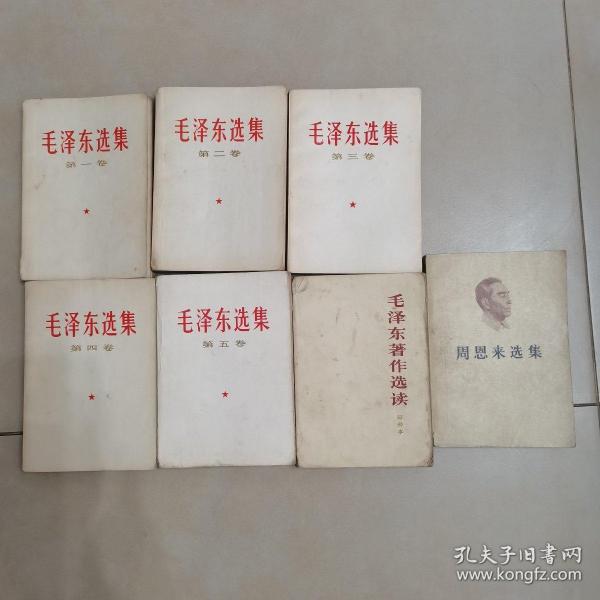 毛泽东选集
第一卷
毛泽东选集
第二卷
毛泽东选集
第三卷
毛泽东选集
第四卷
毛泽东选集
第五卷
毛泽东著作选读
周恩来选集
孔夫子旧书网
www.kongfz.com